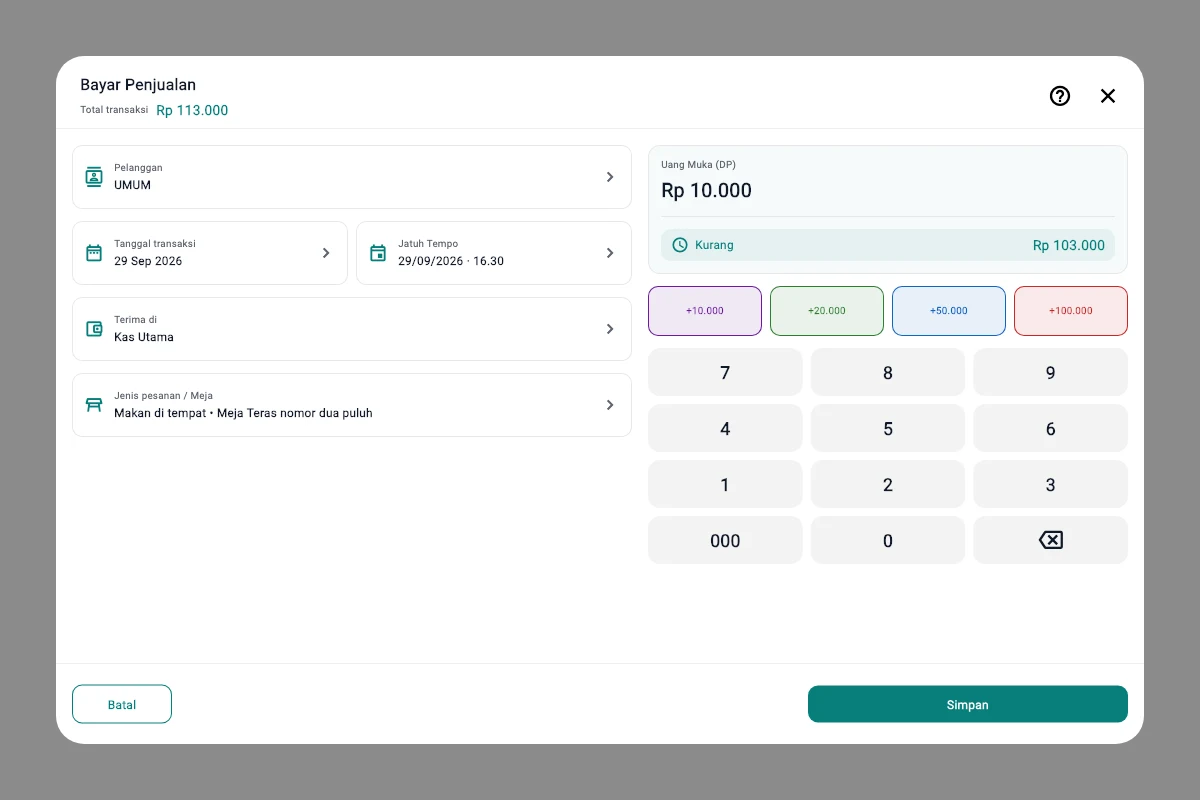 Bayar Penjualan
Total transaksi Rp 113.000
Pelanggan
UMUM
Tanggal transaksi
29 Sep 2026
Jatuh Tempo
29/09/2026 · 16.30
Terima di
Kas Utama
Jenis pesanan / Meja
Makan di tempat • Meja Teras nomor dua puluh
Uang Muka (DP)
Rp 10.000
Kurang Rp 103.000
+10.000 +20.000 +50.000 +100.000
7 8 9
4 5 6
1 2 3
000 0
Batal
Simpan